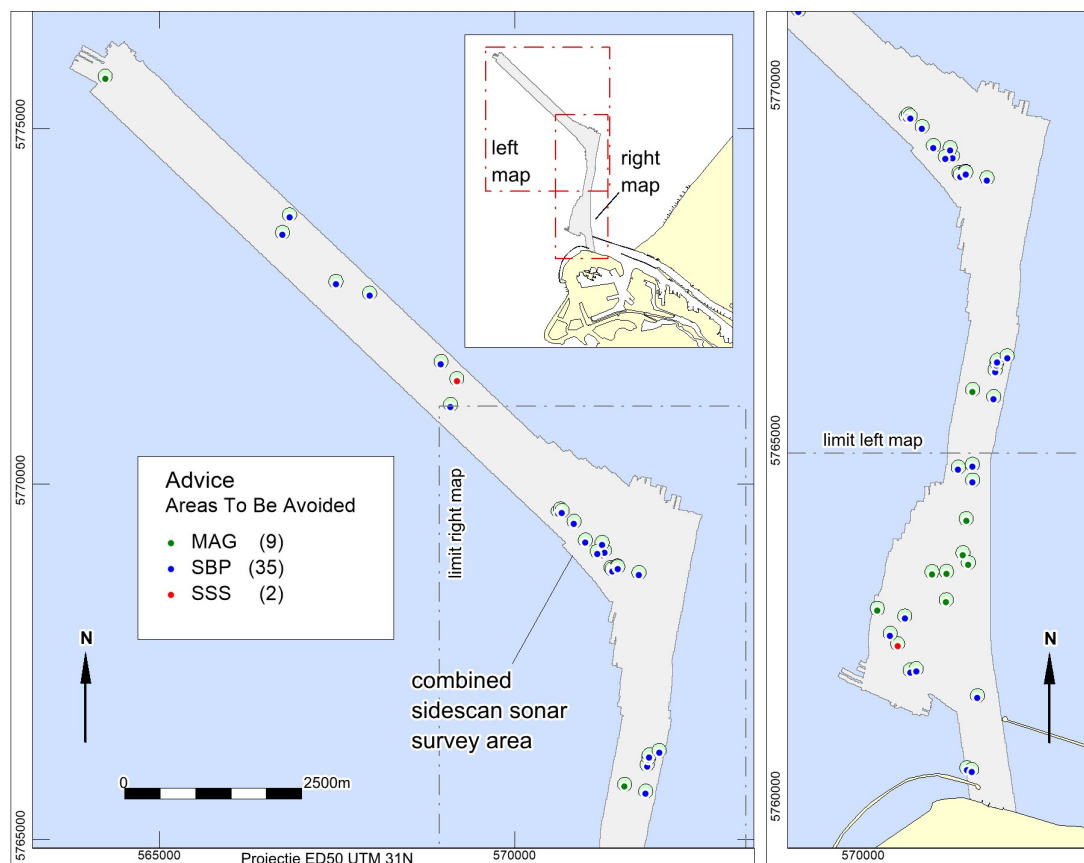 5775000
5770000
5765000
565000
570000
Projectie ED50 UTM 31N
left
map
right
map
Advice
Areas To Be Avoided
MAG (9)
SBP (35)
SSS (2)
limit right map
combined
sidescan sonar
survey area
N
0
2500m
5770000
5765000
5760000
limit left map
N
570000